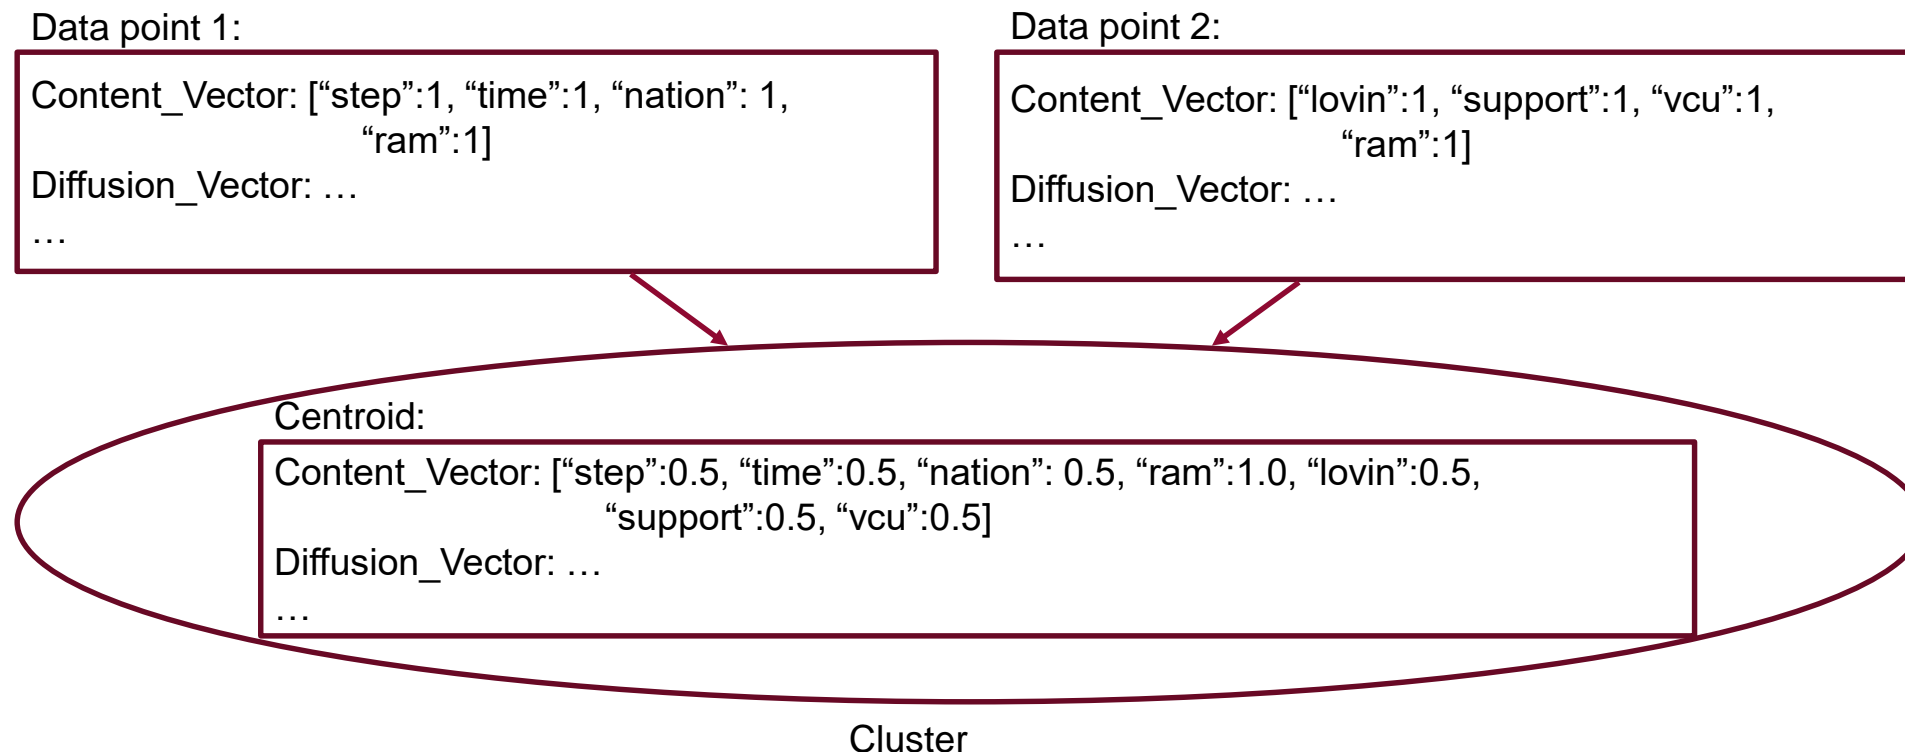 Data point 1:
Content_Vector: [“step”:1, “time”:1, “nation”: 1,
“ram”:1]
Diffusion_Vector: …
…
Data point 2:
Content_Vector: [“lovin”:1, “support”:1, “vcu”:1,
“ram”:1]
Diffusion_Vector: …
…
Centroid:
Content_Vector: [“step”:0.5, “time”:0.5, “nation”: 0.5, “ram”:1.0, “lovin”:0.5,
“support”:0.5, “vcu”:0.5]
Diffusion_Vector: …
…
Cluster